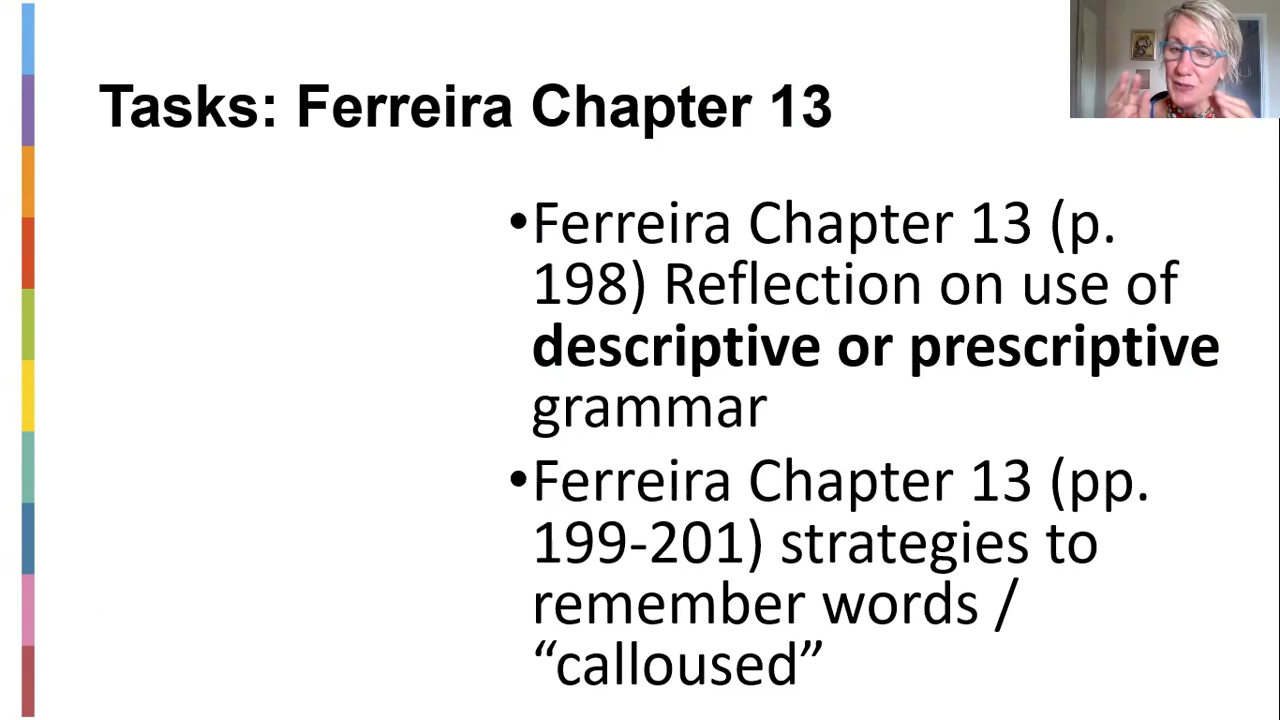 Tasks: Ferreira Chapter 13
•Ferreira Chapter 13 (p.
198) Reflection on use of
descriptive or prescriptive
grammar
•Ferreira Chapter 13 (pp.
199-201) strategies to
remember words /
“calloused”